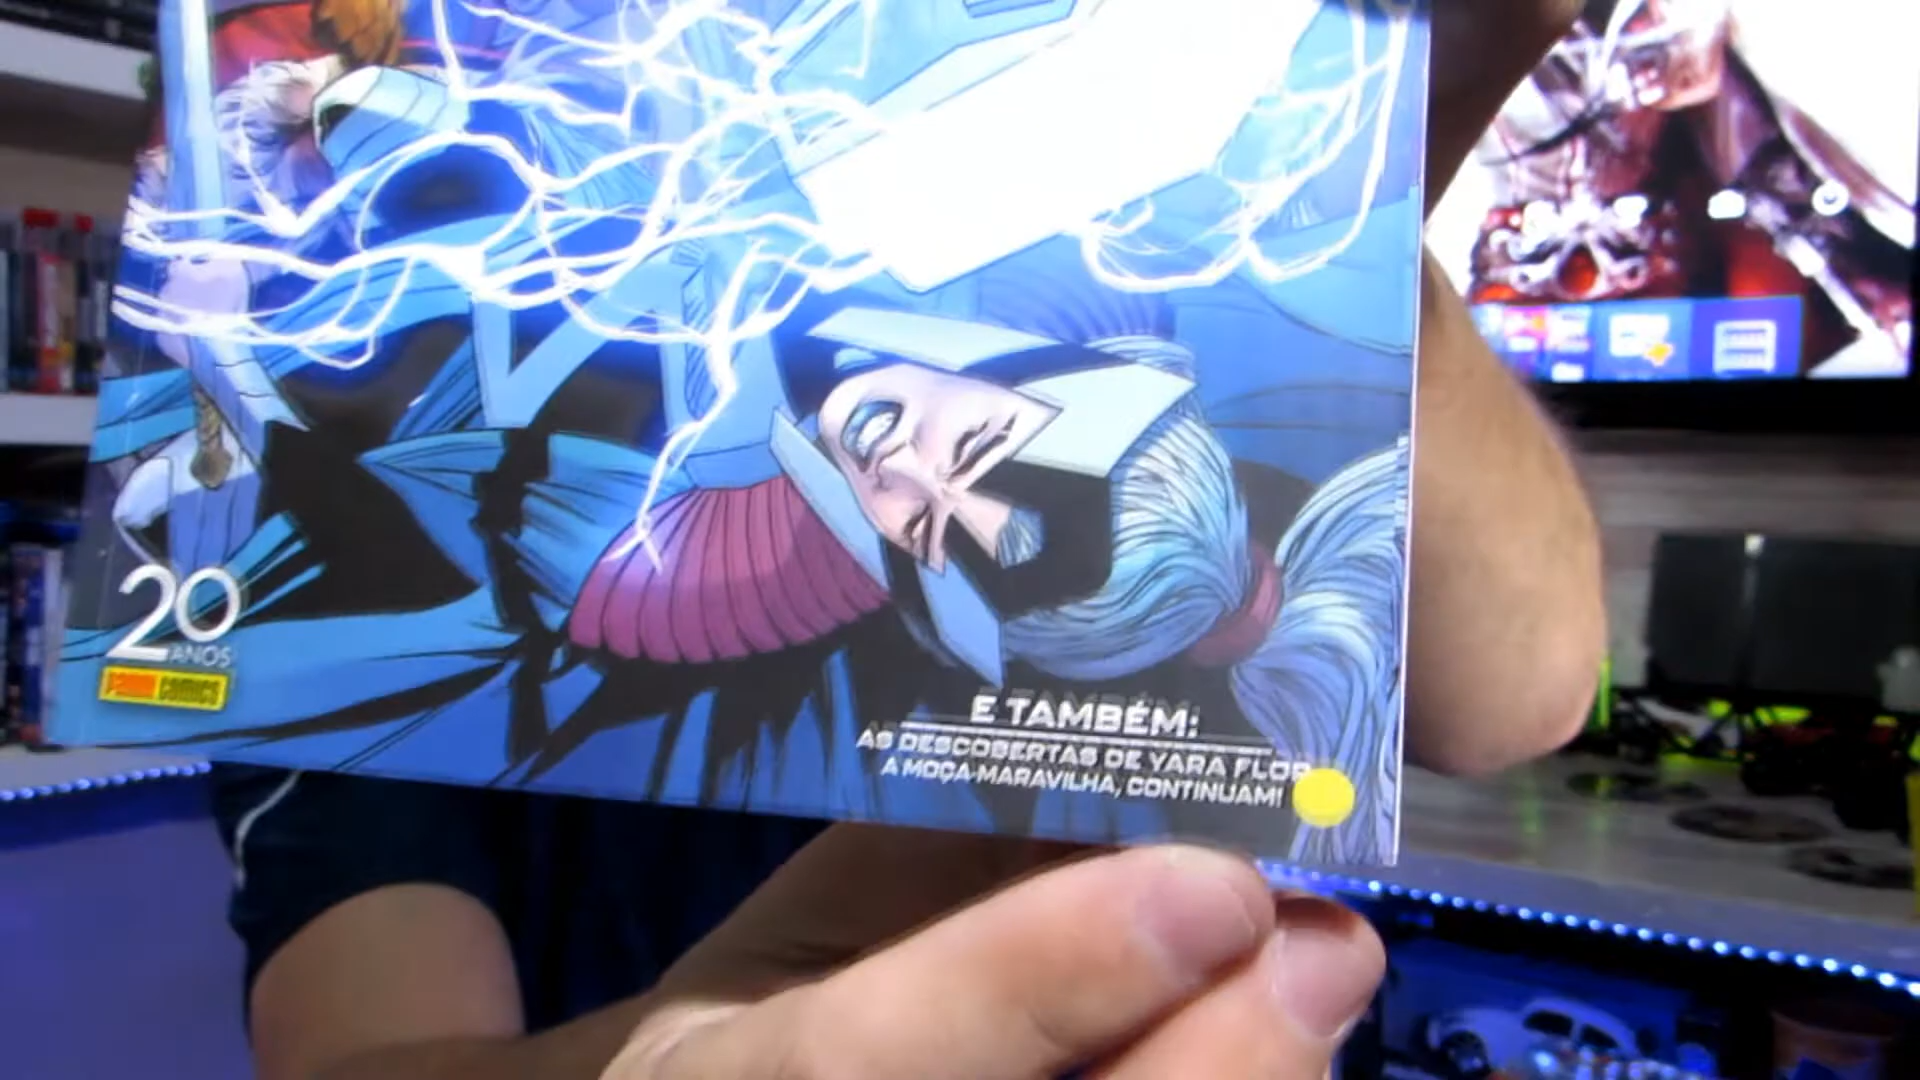 20
ANOS
PANINI COMICS
E TAMBÉM:
AS DESCOBERTAS DE YARA FLOR,
A MOÇA-MARAVILHA, CONTINUAM!